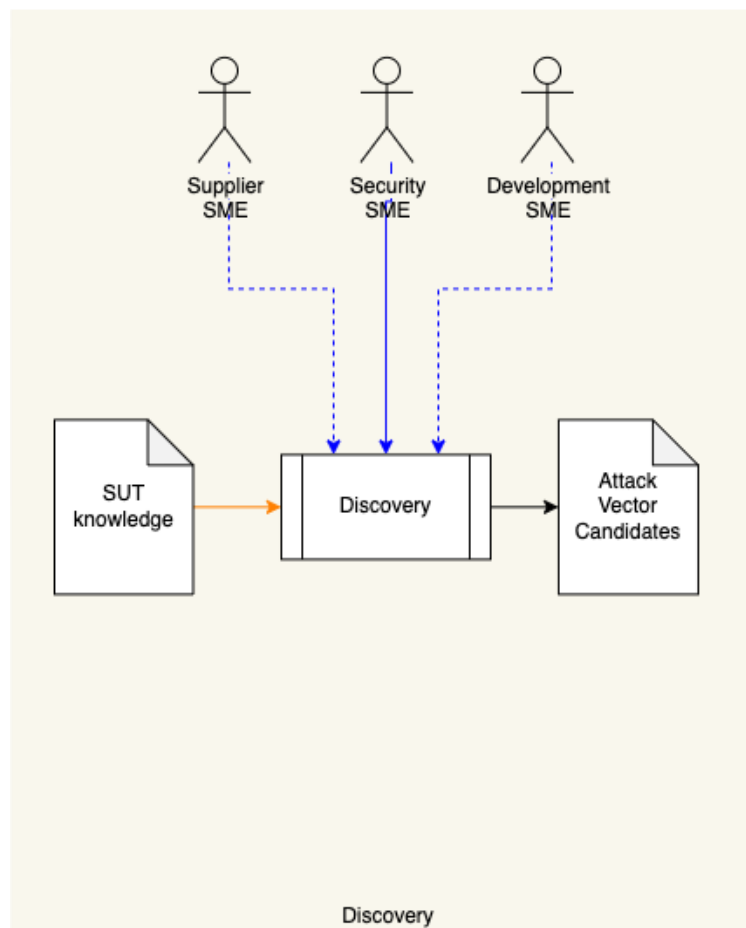 Supplier
SME
Security
SME
Development
SME
SUT
knowledge
Discovery
Attack
Vector
Candidates
Discovery